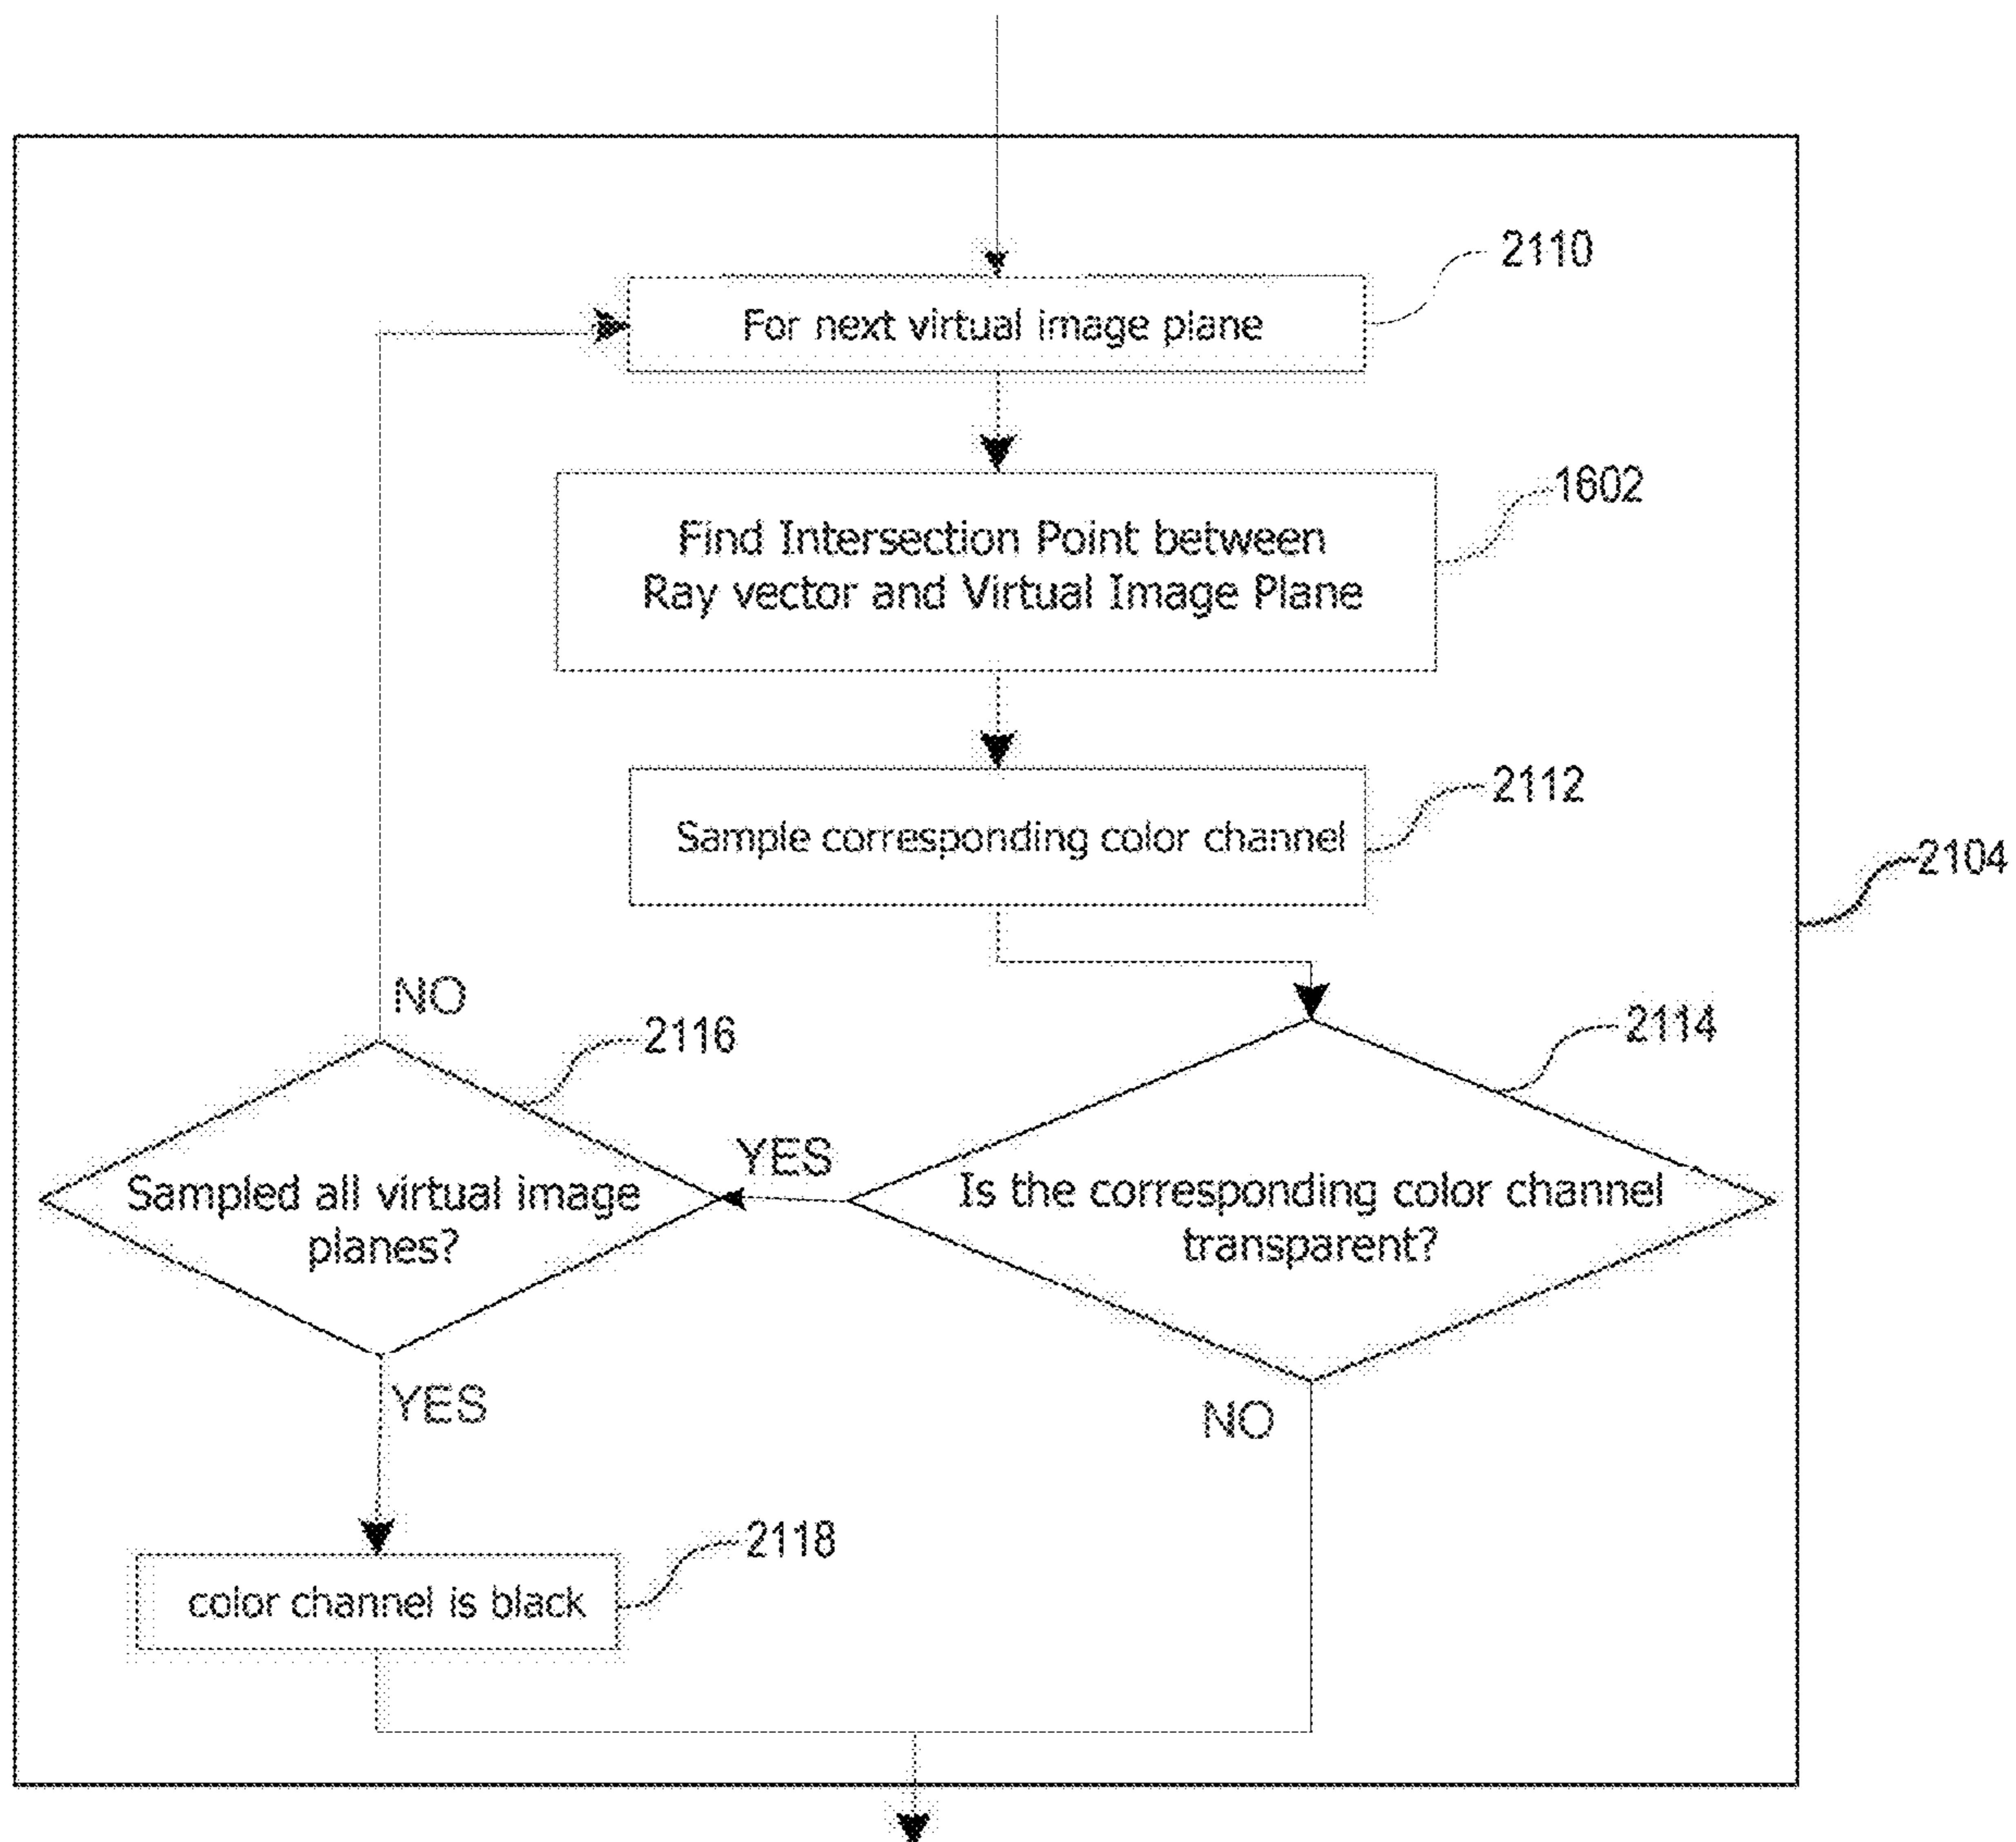 2110
For next virtual image plane
1602
Find Intersection Point between
Ray vector and Virtual Image Plane
2112
Sample corresponding color channel
2104
NO
2116
2114
YES
Sampled all virtual image
planes?
Is the corresponding color channel
transparent?
YES
NO
2118
color channel is black